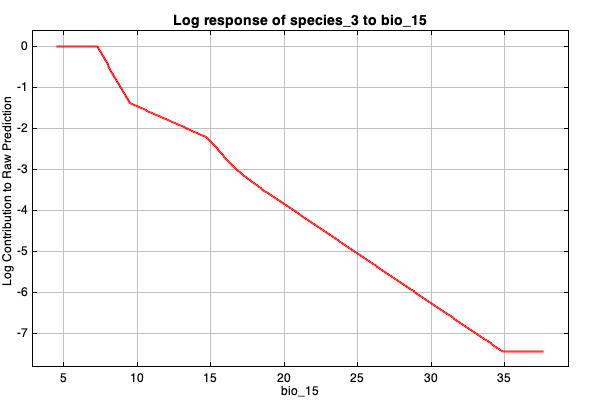 Log response of species_3 to bio_15
Log Contribution to Raw Prediction
0
-1
-2
-3
-4
-5
-6
-7
5 10 15 20 25 30 35
bio_15